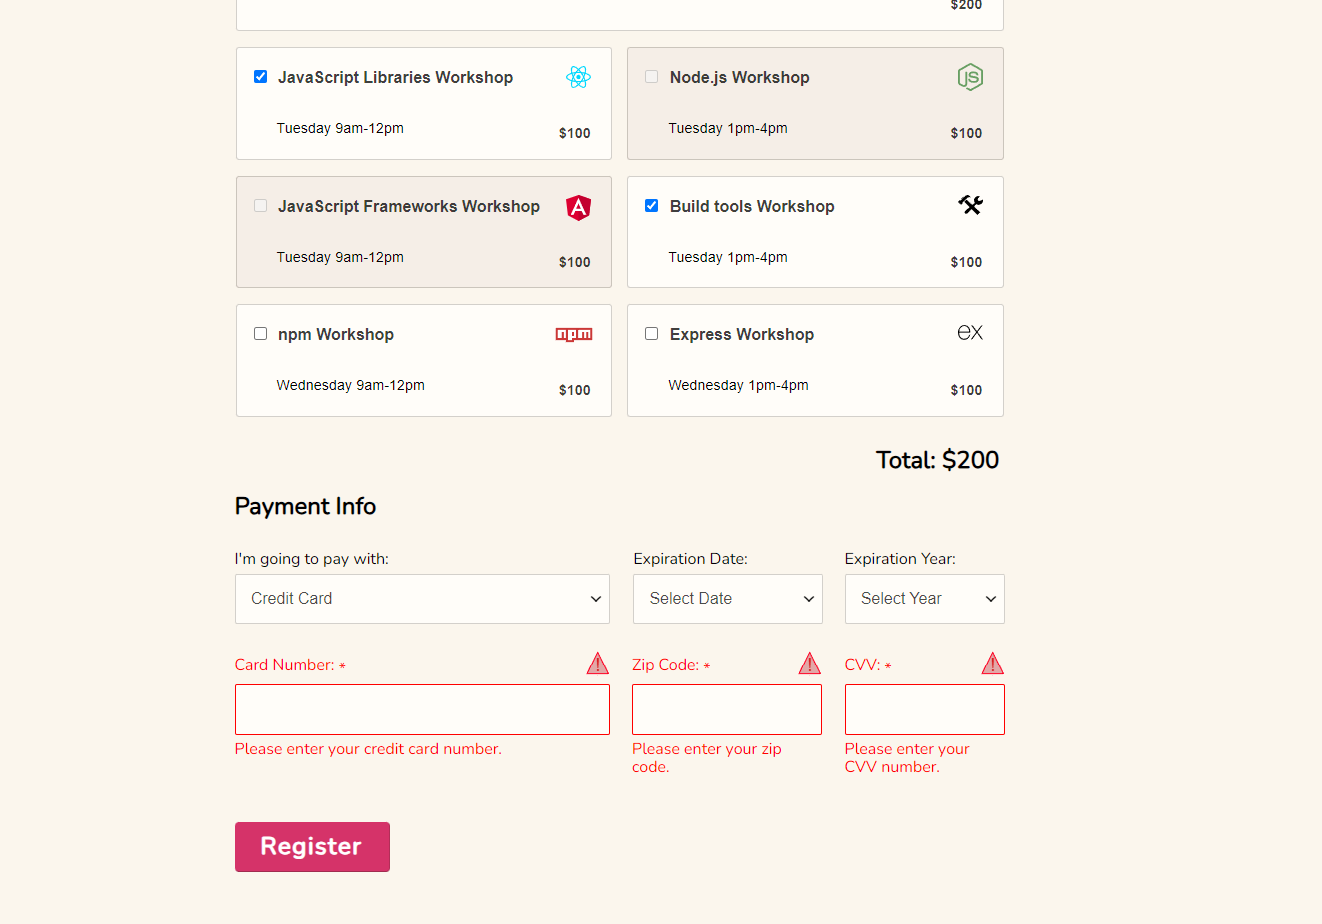 $200
JavaScript Libraries Workshop
Tuesday 9am-12pm
$100
Node.js Workshop
JS
Tuesday 1pm-4pm
$100
JavaScript Frameworks Workshop
A
Tuesday 9am-12pm
$100
Build tools Workshop
Tuesday 1pm-4pm
$100
npm Workshop
npm
Wednesday 9am-12pm
$100
Express Workshop
ex
Wednesday 1pm-4pm
$100
Total: $200
Payment Info
I'm going to pay with:
Credit Card
Expiration Date:
Select Date
Expiration Year:
Select Year
Card Number: *
Please enter your credit card number.
Zip Code: *
Please enter your zip
code.
CVV: *
Please enter your
CVV number.
Register